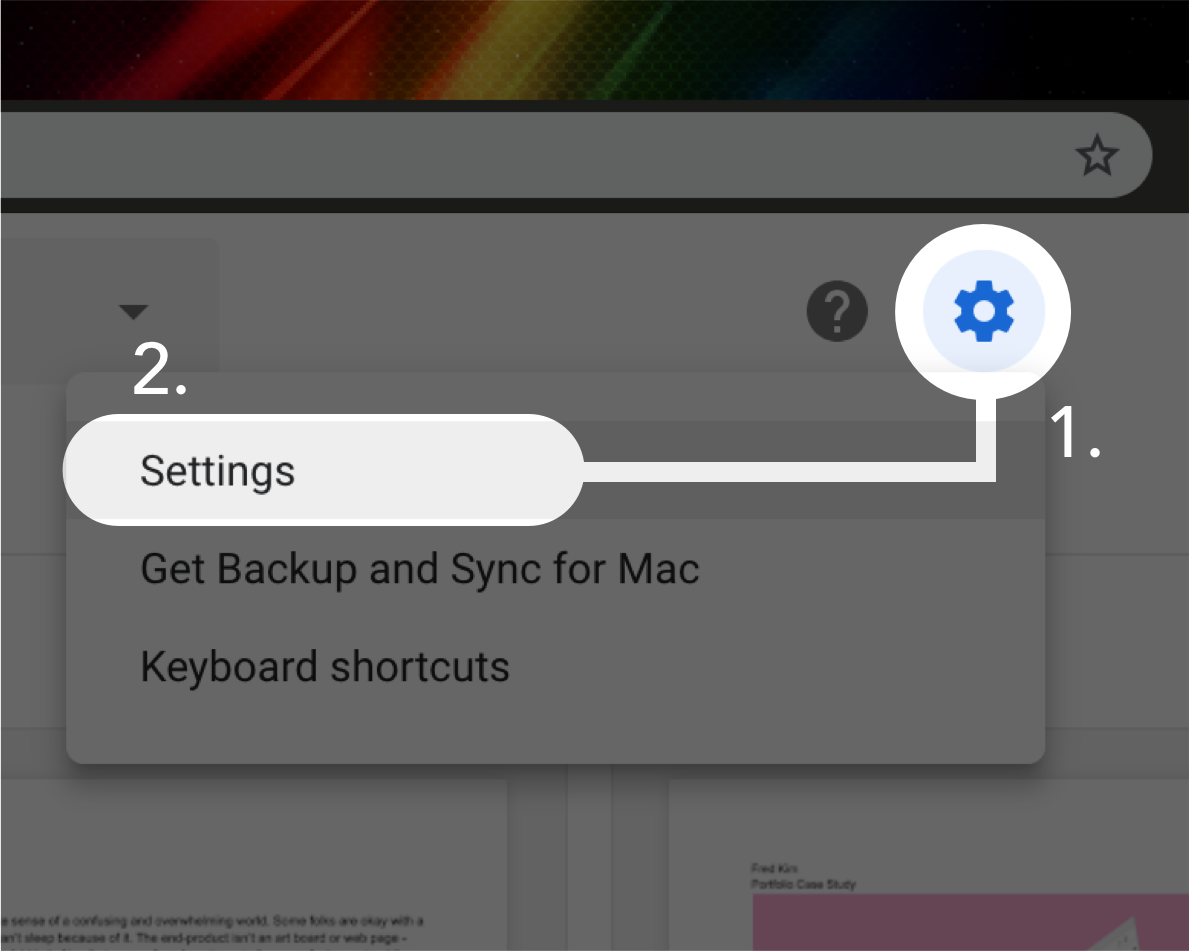 2.
1.
Settings
Get Backup and Sync for Mac
Keyboard shortcuts
Fred Kim
Portfolio Case Study
e sense of a confusing and overwhelming world. Some folks are okay with a
an't sleep because of it. The end-product isn't an art board or web page –